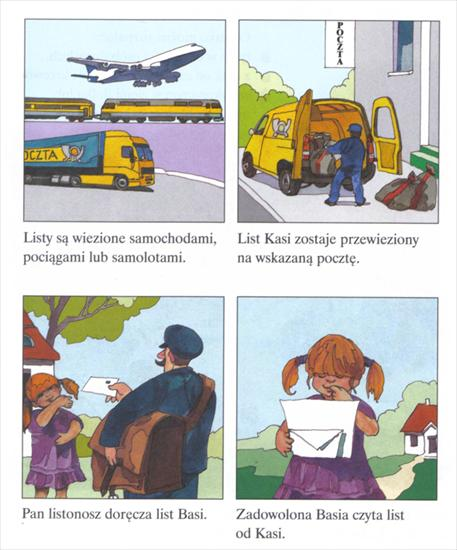 POCZTA
OCZTA
Listy są wiezione samochodami,
pociągami lub samolotami.
List Kasi zostaje przewieziony
na wskazaną pocztę.
Pan listonosz doręcza list Basi.
Zadowolona Basia czyta list
od Kasi.